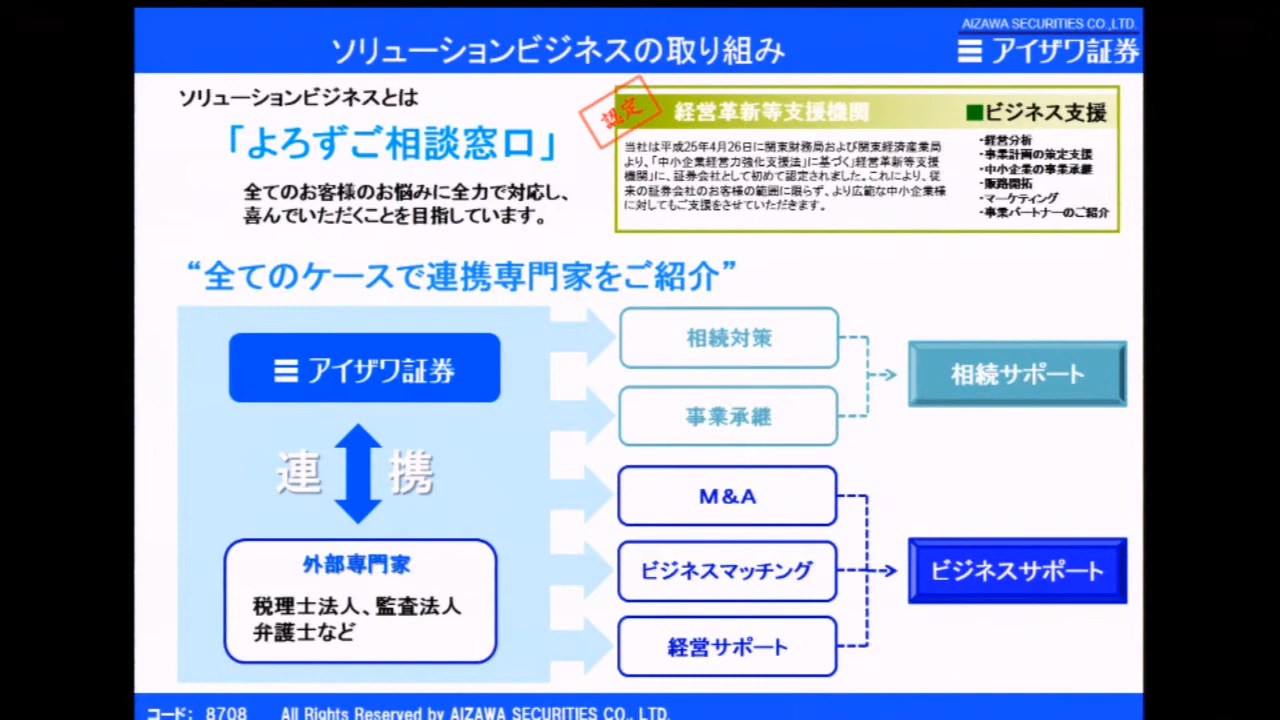 AIZAWA SECURITIES CO.,LTD.
ソリューションビジネスの取り組み
アイザワ証券
ソリューションビジネスとは
「よろずご相談窓口」
全てのお客様のお悩みに全力で対応し、
喜んでいただくことを目指しています。
認定
経営革新等支援機関
■ビジネス支援
当社は平成25年4月26日に関東財務局および関東経済産業局
より、「中小企業経営力強化支援法」に基づく「経営革新等支援
機関」に、証券会社として初めて認定されました。これにより、従
来の証券会社のお客様の範囲に限らず、より広範な中小企業様
に対してもご支援をさせていただきます。
・経営分析
・事業計画の策定支援
・中小企業の事業承継
・販路開拓
・マーケティング
・事業パートナーのご紹介
“全てのケースで連携専門家をご紹介”
アイザワ証券
連 携
外部専門家
税理士法人、監査法人
弁護士など
相続対策
事業承継
M&A
ビジネスマッチング
経営サポート
相続サポート
ビジネスサポート
コード: 8708 All Rights Reserved by AIZAWA SECURITIES CO., LTD.